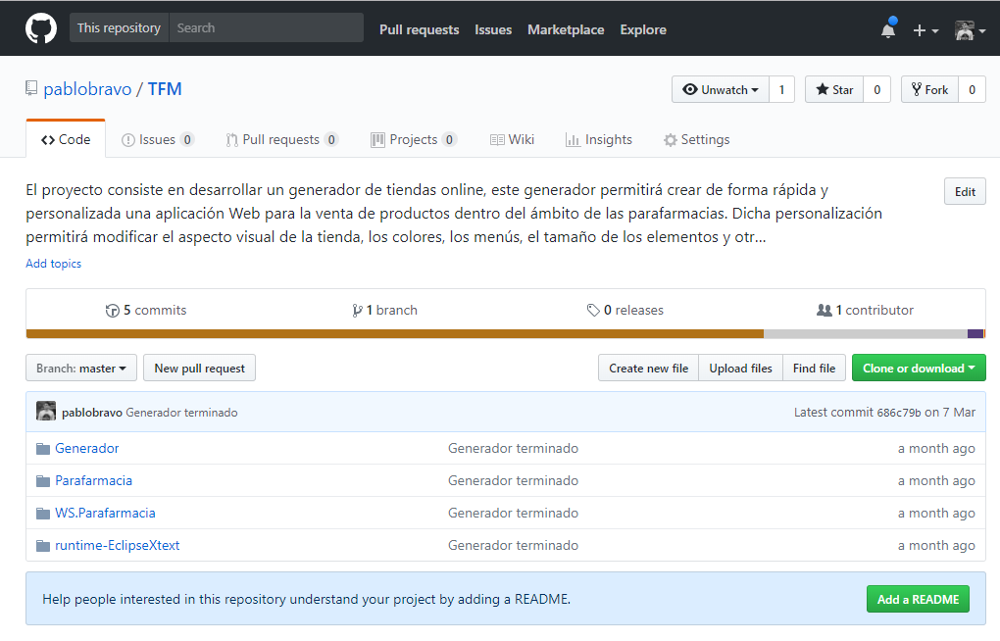 This repository Search Pull requests Issues Marketplace Explore
pablobravo / TFM Unwatch 1 Star 0 Fork 0
Code Issues 0 Pull requests 0 Projects 0 Wiki Insights Settings
El proyecto consiste en desarrollar un generador de tiendas online, este generador permitirá crear de forma rápida y Edit
personalizada una aplicación Web para la venta de productos dentro del ámbito de las parafarmacias. Dicha personalización
permitirá modificar el aspecto visual de la tienda, los colores, los menús, el tamaño de los elementos y otr...
Add topics
5 commits 1 branch 0 releases 1 contributor
Branch: master New pull request Create new file Upload files Find file Clone or download
pablobravo Generador terminado Latest commit 686c79b on 7 Mar
Generador Generador terminado a month ago
Parafarmacia Generador terminado a month ago
WS.Parafarmacia Generador terminado a month ago
runtime-EclipseXtext Generador terminado a month ago
Help people interested in this repository understand your project by adding a README. Add a README